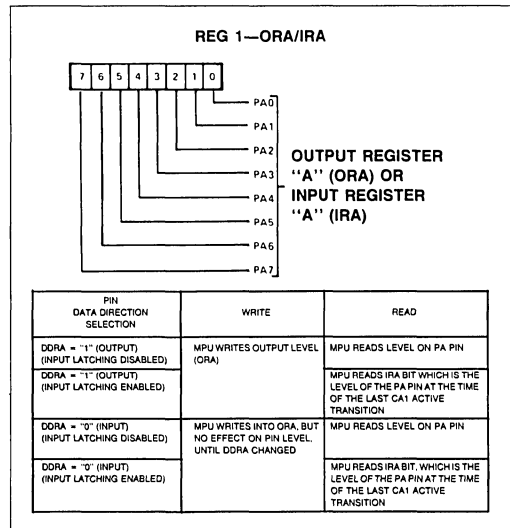 REG 1—ORA/IRA
7 6 5 4 3 2 1 0
PA0
PA1
PA2
PA3
PA4
PA5
PA6
PA7
OUTPUT REGISTER
"A" (ORA) OR
INPUT REGISTER
"A" (IRA)
PIN
DATA DIRECTION
SELECTION
WRITE
READ
DDRA = "1" (OUTPUT)
(INPUT LATCHING DISABLED)
MPU WRITES OUTPUT LEVEL
(ORA)
MPU READS LEVEL ON PA PIN
DDRA = "1" (OUTPUT)
(INPUT LATCHING ENABLED)
MPU READS IRA BIT WHICH IS THE
LEVEL OF THE PA PIN AT THE TIME
OF THE LAST CA1 ACTIVE
TRANSITION
DDRA = "0" (INPUT)
(INPUT LATCHING DISABLED)
MPU WRITES INTO ORA, BUT
NO EFFECT ON PIN LEVEL,
UNTIL DDRA CHANGED
MPU READS LEVEL ON PA PIN
DDRA = "0" (INPUT)
(INPUT LATCHING ENABLED)
MPU READS IRA BIT, WHICH IS THE
LEVEL OF THE PA PIN AT THE TIME
OF THE LAST CA1 ACTIVE
TRANSITION